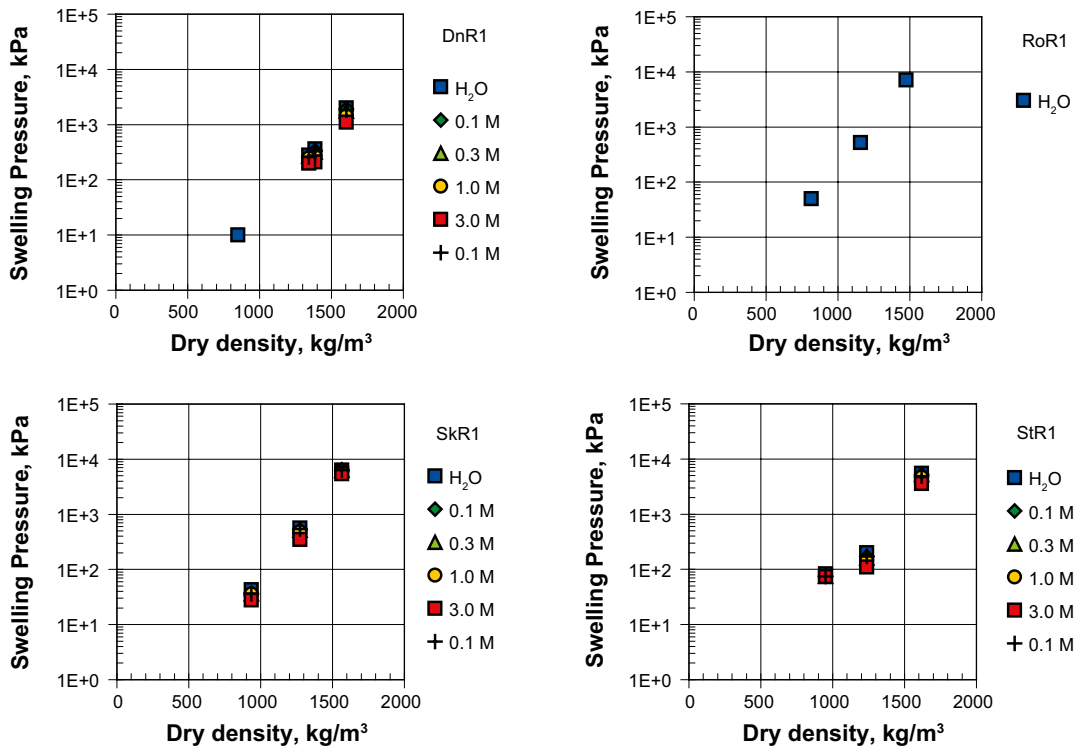 1E+5
1E+4
1E+3
1E+2
1E+1
1E+0
Swelling Pressure, kPa
0 500 1000 1500 2000
Dry density, kg/m³
DnR1
H₂O
0.1 M
0.3 M
1.0 M
3.0 M
0.1 M
1E+5
1E+4
1E+3
1E+2
1E+1
1E+0
Swelling Pressure, kPa
0 500 1000 1500 2000
Dry density, kg/m³
RoR1
H₂O
1E+5
1E+4
1E+3
1E+2
1E+1
1E+0
Swelling Pressure, kPa
0 500 1000 1500 2000
Dry density, kg/m³
SkR1
H₂O
0.1 M
0.3 M
1.0 M
3.0 M
0.1 M
1E+5
1E+4
1E+3
1E+2
1E+1
1E+0
Swelling Pressure, kPa
0 500 1000 1500 2000
Dry density, kg/m³
StR1
H₂O
0.1 M
0.3 M
1.0 M
3.0 M
0.1 M